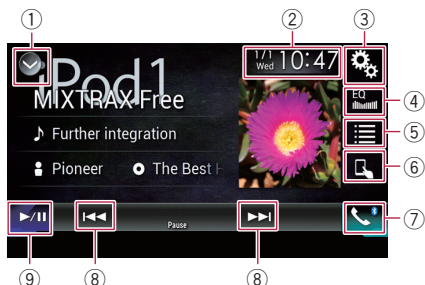 ① ② ③
iPod1
1/1 Wed 10:47
MIXTRAX Free
EQ
④
Further integration
⑤
Pioneer The Best H
⑥
Pause
⑦
⑨ ⑧ ⑧